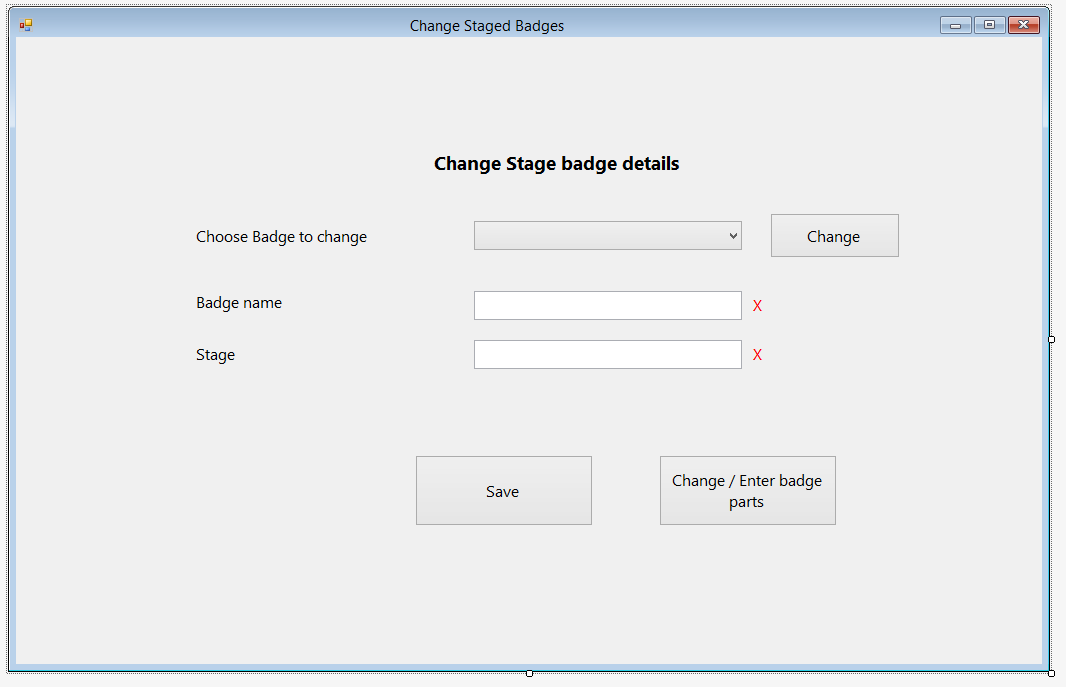 Change Staged Badges
Change Stage badge details
Choose Badge to change
Change
Badge name
X
Stage
X
Save
Change / Enter badge
parts